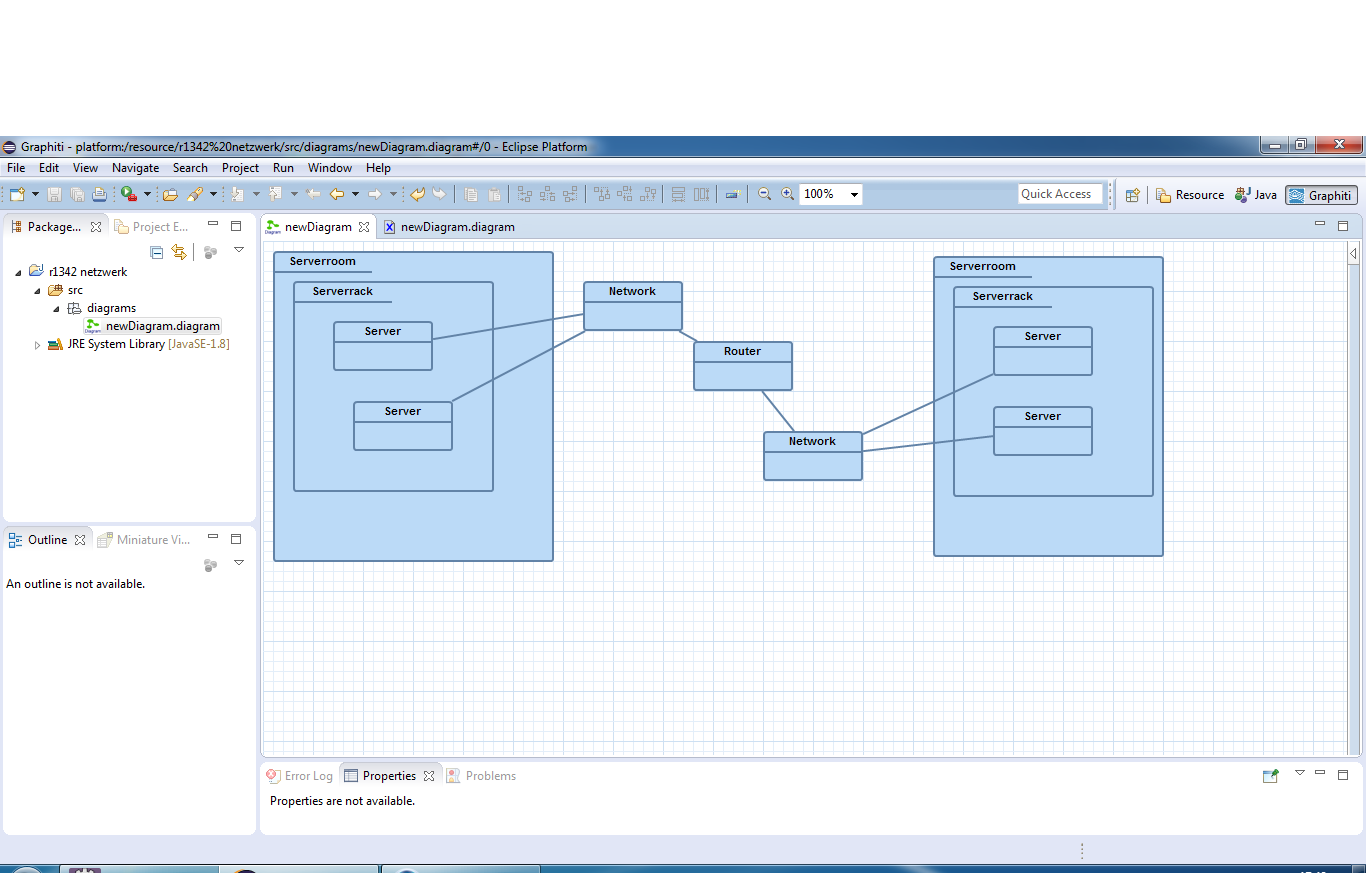 Graphiti - platform:/resource/r1342%20netzwerk/src/diagrams/newDiagram.diagram#/0 - Eclipse Platform
File Edit View Navigate Search Project Run Window Help
100% Quick Access Resource Java Graphiti
Package... Project E...
r1342 netzwerk
src
diagrams
newDiagram.diagram
JRE System Library [JavaSE-1.8]
Outline Miniature Vi...
An outline is not available.
newDiagram newDiagram.diagram
Serverroom
Serverrack
Server
Server
Network
Router
Network
Serverroom
Serverrack
Server
Server
Error Log Properties Problems
Properties are not available.